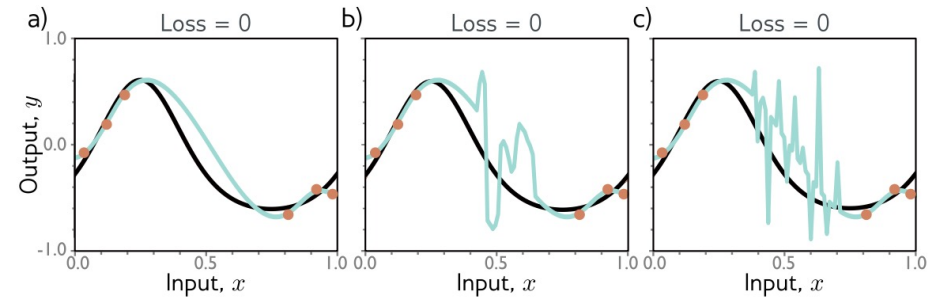 a) Loss = 0
b) Loss = 0
c) Loss = 0
1.0
0.0
-1.0
Output, y
0.0 0.5 1.0
0.0 0.5 1.0
0.0 0.5 1.0
Input, x
Input, x
Input, x